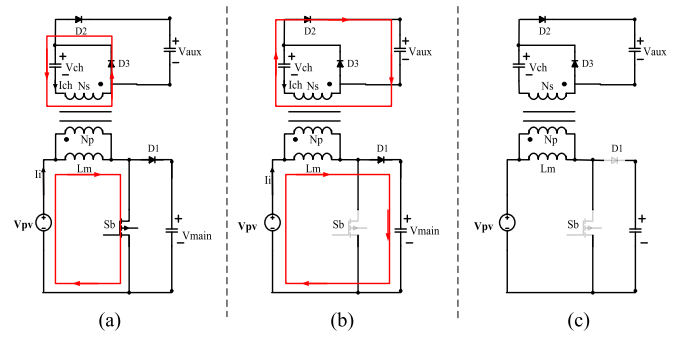 D2
Vaux
D3
Vch
Ich
Ns
Np
Lm
D1
Ii
Vpv
Sb
Vmain
(a)
D2
Vaux
D3
Vch
Ich
Ns
Np
Lm
D1
Ii
Vpv
Sb
Vmain
(b)
D2
Vaux
D3
Vch
Ns
Np
Lm
D1
Vpv
Sb
(c)